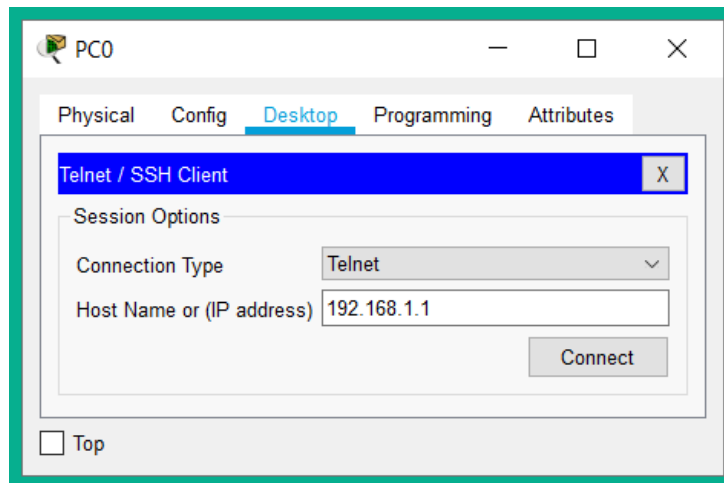 PC0
Physical Config Desktop Programming Attributes
Telnet / SSH Client X
Session Options
Connection Type Telnet
Host Name or (IP address) 192.168.1.1
Connect
Top